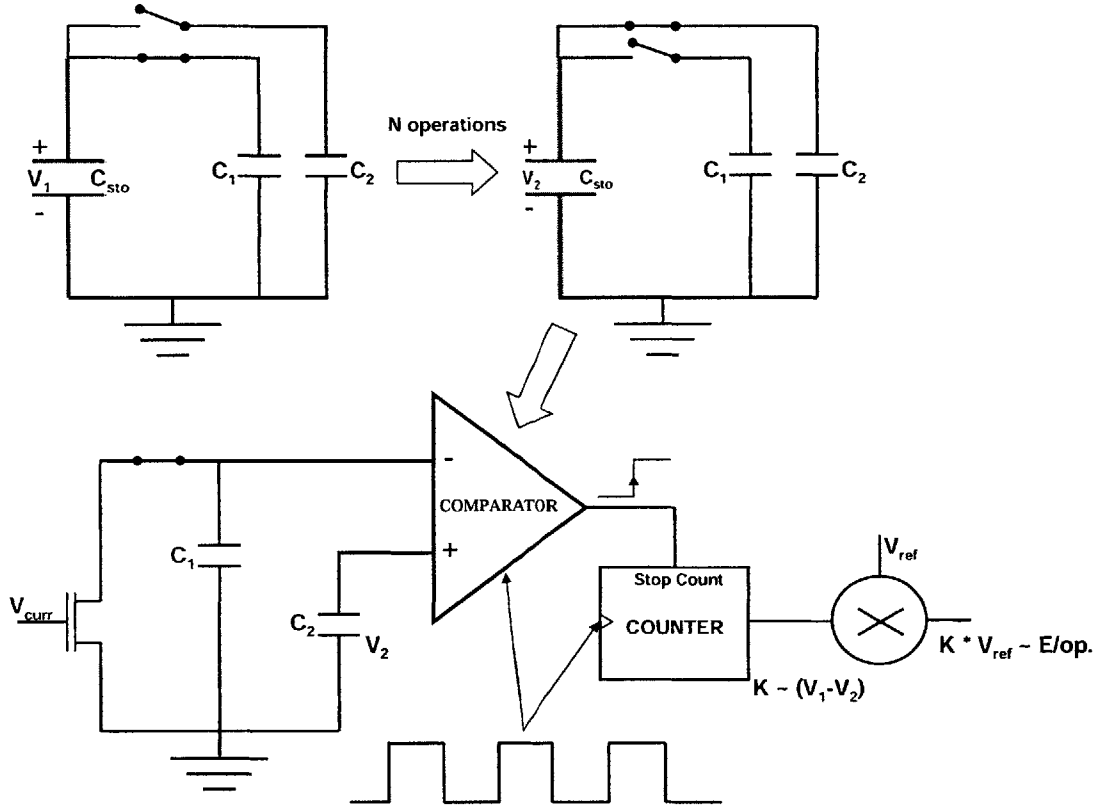 N operations
+
V1 Csto
-
C1
C2
+
V2 Csto
-
C1
C2
-
COMPARATOR
+
C1
Vcurr
C2
V2
Stop Count
COUNTER
Vref
K * Vref ~ E/op.
K ~ (V1-V2)